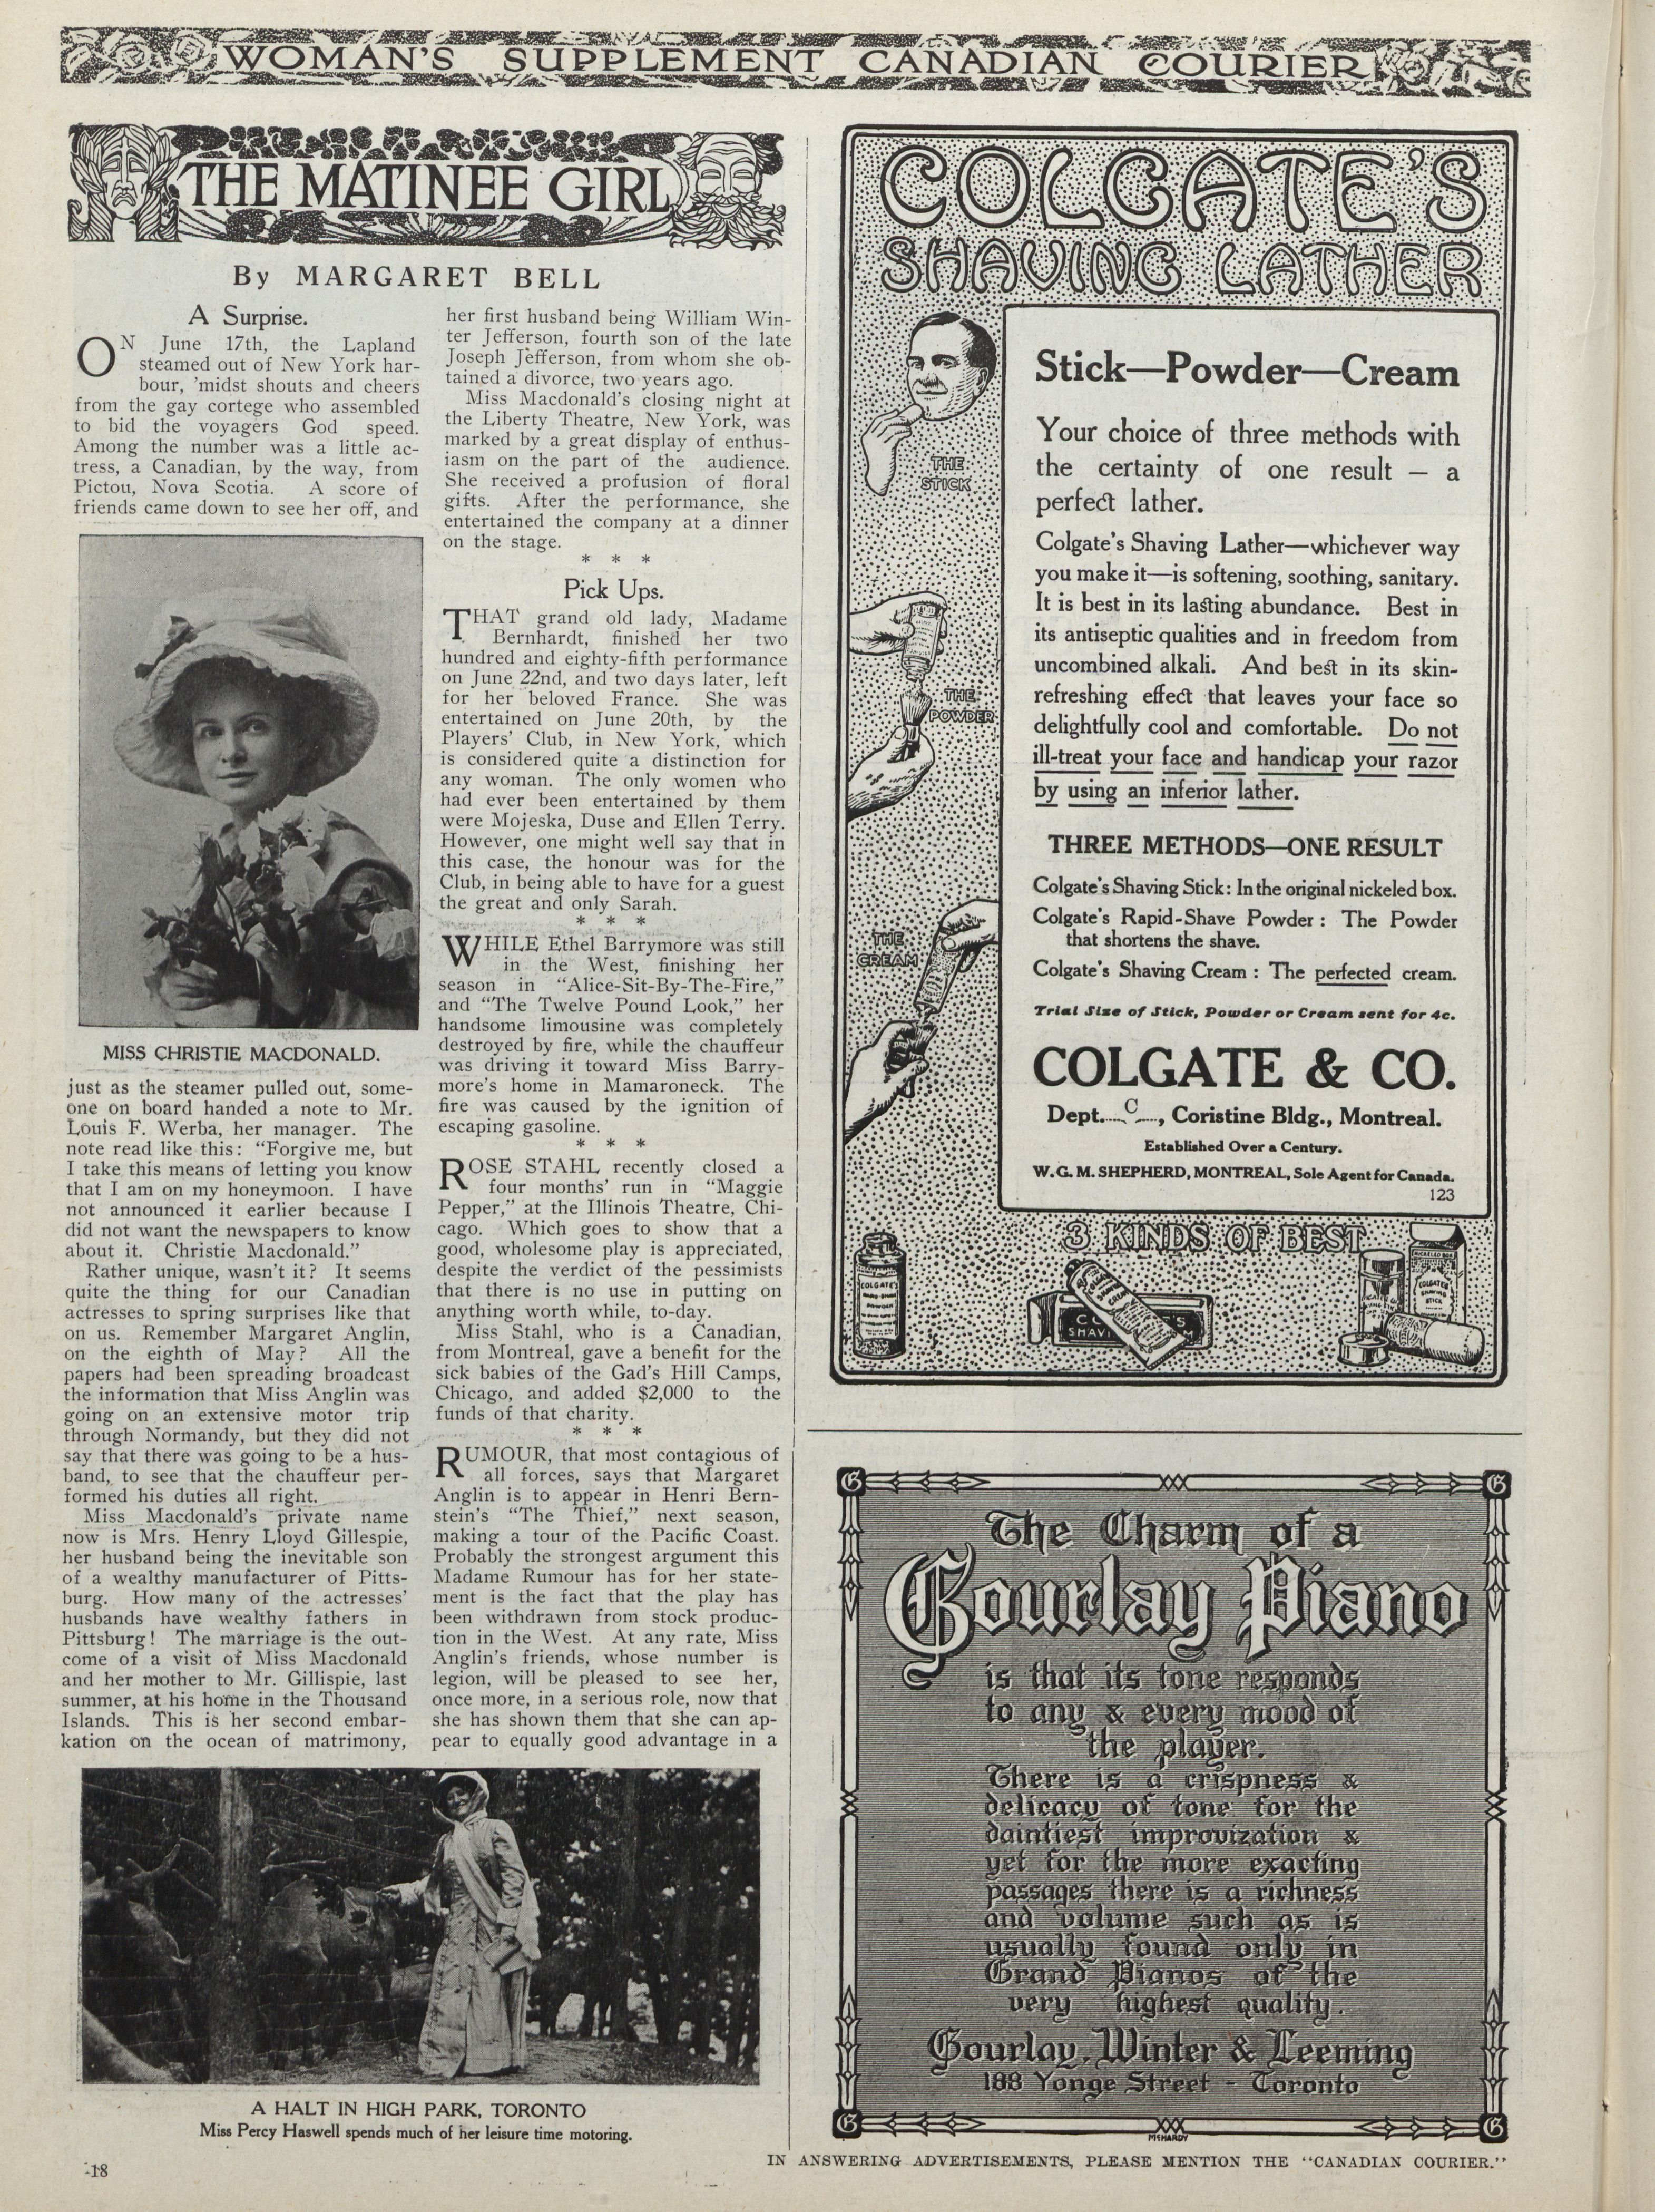 WOMAN'S SUPPLEMENT CANADIAN COURIER
THE MATINEE GIRL
By MARGARET BELL
A Surprise.
ON June 17th, the Lapland
steamed out of New York har-
bour, 'midst shouts and cheers
from the gay cortege who assembled
to bid the voyagers God speed.
Among the number was a little ac-
tress, a Canadian, by the way, from
Pictou, Nova Scotia. A score of
friends came down to see her off, and
MISS CHRISTIE MACDONALD.
just as the steamer pulled out, some-
one on board handed a note to Mr.
Louis F. Werba, her manager. The
note read like this: "Forgive me, but
I take this means of letting you know
that I am on my honeymoon. I have
not announced it earlier because I
did not want the newspapers to know
about it. Christie Macdonald."
Rather unique, wasn't it? It seems
quite the thing for our Canadian
actresses to spring surprises like that
on us. Remember Margaret Anglin,
on the eighth of May? All the
papers had been spreading broadcast
the information that Miss Anglin was
going on an extensive motor trip
through Normandy, but they did not
say that there was going to be a hus-
band, to see that the chauffeur per-
formed his duties all right.
Miss Macdonald's private name
now is Mrs. Henry Lloyd Gillespie,
her husband being the inevitable son
of a wealthy manufacturer of Pitts-
burg. How many of the actresses'
husbands have wealthy fathers in
Pittsburg! The marriage is the out-
come of a visit of Miss Macdonald
and her mother to Mr. Gillispie, last
summer, at his home in the Thousand
Islands. This is her second embar-
kation on the ocean of matrimony,
her first husband being William Win-
ter Jefferson, fourth son of the late
Joseph Jefferson, from whom she ob-
tained a divorce, two years ago.
Miss Macdonald's closing night at
the Liberty Theatre, New York, was
marked by a great display of enthus-
iasm on the part of the audience.
She received a profusion of floral
gifts. After the performance, she
entertained the company at a dinner
on the stage.
* * *
Pick Ups.
THAT grand old lady, Madame
Bernhardt, finished her two
hundred and eighty-fifth performance
on June 22nd, and two days later, left
for her beloved France. She was
entertained on June 20th, by the
Players' Club, in New York, which
is considered quite a distinction for
any woman. The only women who
had ever been entertained by them
were Mojeska, Duse and Ellen Terry.
However, one might well say that in
this case, the honour was for the
Club, in being able to have for a guest
the great and only Sarah.
* * *
WHILE Ethel Barrymore was still
in the West, finishing her
season in "Alice-Sit-By-The-Fire,"
and "The Twelve Pound Look," her
handsome limousine was completely
destroyed by fire, while the chauffeur
was driving it toward Miss Barry-
more's home in Mamaroneck. The
fire was caused by the ignition of
escaping gasoline.
* * *
ROSE STAHL recently closed a
four months' run in "Maggie
Pepper," at the Illinois Theatre, Chi-
cago. Which goes to show that a
good, wholesome play is appreciated,
despite the verdict of the pessimists
that there is no use in putting on
anything worth while, to-day.
Miss Stahl, who is a Canadian,
from Montreal, gave a benefit for the
sick babies of the Gad's Hill Camps,
Chicago, and added $2,000 to the
funds of that charity.
* * *
RUMOUR, that most contagious of
all forces, says that Margaret
Anglin is to appear in Henri Bern-
stein's "The Thief," next season,
making a tour of the Pacific Coast.
Probably the strongest argument this
Madame Rumour has for her state-
ment is the fact that the play has
been withdrawn from stock produc-
tion in the West. At any rate, Miss
Anglin's friends, whose number is
legion, will be pleased to see her,
once more, in a serious role, now that
she has shown them that she can ap-
pear to equally good advantage in a
A HALT IN HIGH PARK, TORONTO
Miss Percy Haswell spends much of her leisure time motoring.
18
COLGATE'S
SHAVING LATHER
THE
STICK
THE
POWDER
THE
CREAM
Stick—Powder—Cream
Your choice of three methods with
the certainty of one result — a
perfect lather.
Colgate's Shaving Lather—whichever way
you make it—is softening, soothing, sanitary.
It is best in its lasting abundance. Best in
its antiseptic qualities and in freedom from
uncombined alkali. And best in its skin-
refreshing effect that leaves your face so
delightfully cool and comfortable. Do not
ill-treat your face and handicap your razor
by using an inferior lather.
THREE METHODS—ONE RESULT
Colgate's Shaving Stick: In the original nickeled box.
Colgate's Rapid-Shave Powder: The Powder
that shortens the shave.
Colgate's Shaving Cream: The perfected cream.
Trial Size of Stick, Powder or Cream sent for 4c.
COLGATE & CO.
Dept. C, Coristine Bldg., Montreal.
Established Over a Century.
W. G. M. SHEPHERD, MONTREAL, Sole Agent for Canada.
123
3 KINDS OF BEST
COLGATE'S
POWDER
NICKELED BOX
COLGATE'S
SHAVING
STICK
The Charm of a
Gourlay Piano
is that its tone responds
to any & every mood of
the player.
There is a crispness &
delicacy of tone for the
daintiest improvization &
yet for the more exacting
passages there is a richness
and volume such as is
usually found only in
Grand Pianos of the
very highest quality.
Gourlay, Winter & Leeming
188 Yonge Street - Toronto
McHARDY
IN ANSWERING ADVERTISEMENTS, PLEASE MENTION THE "CANADIAN COURIER."